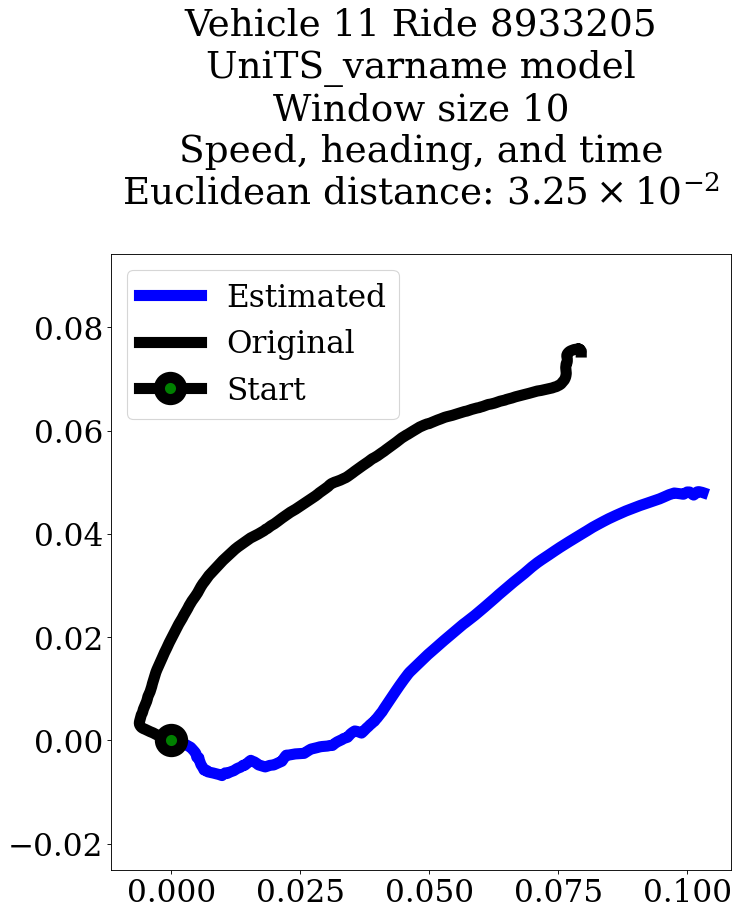 Vehicle 11 Ride 8933205
UniTS_varname model
Window size 10
Speed, heading, and time
Euclidean distance: 3.25 × 10⁻²
Estimated
Original
Start
0.08
0.06
0.04
0.02
0.00
−0.02
0.000 0.025 0.050 0.075 0.100